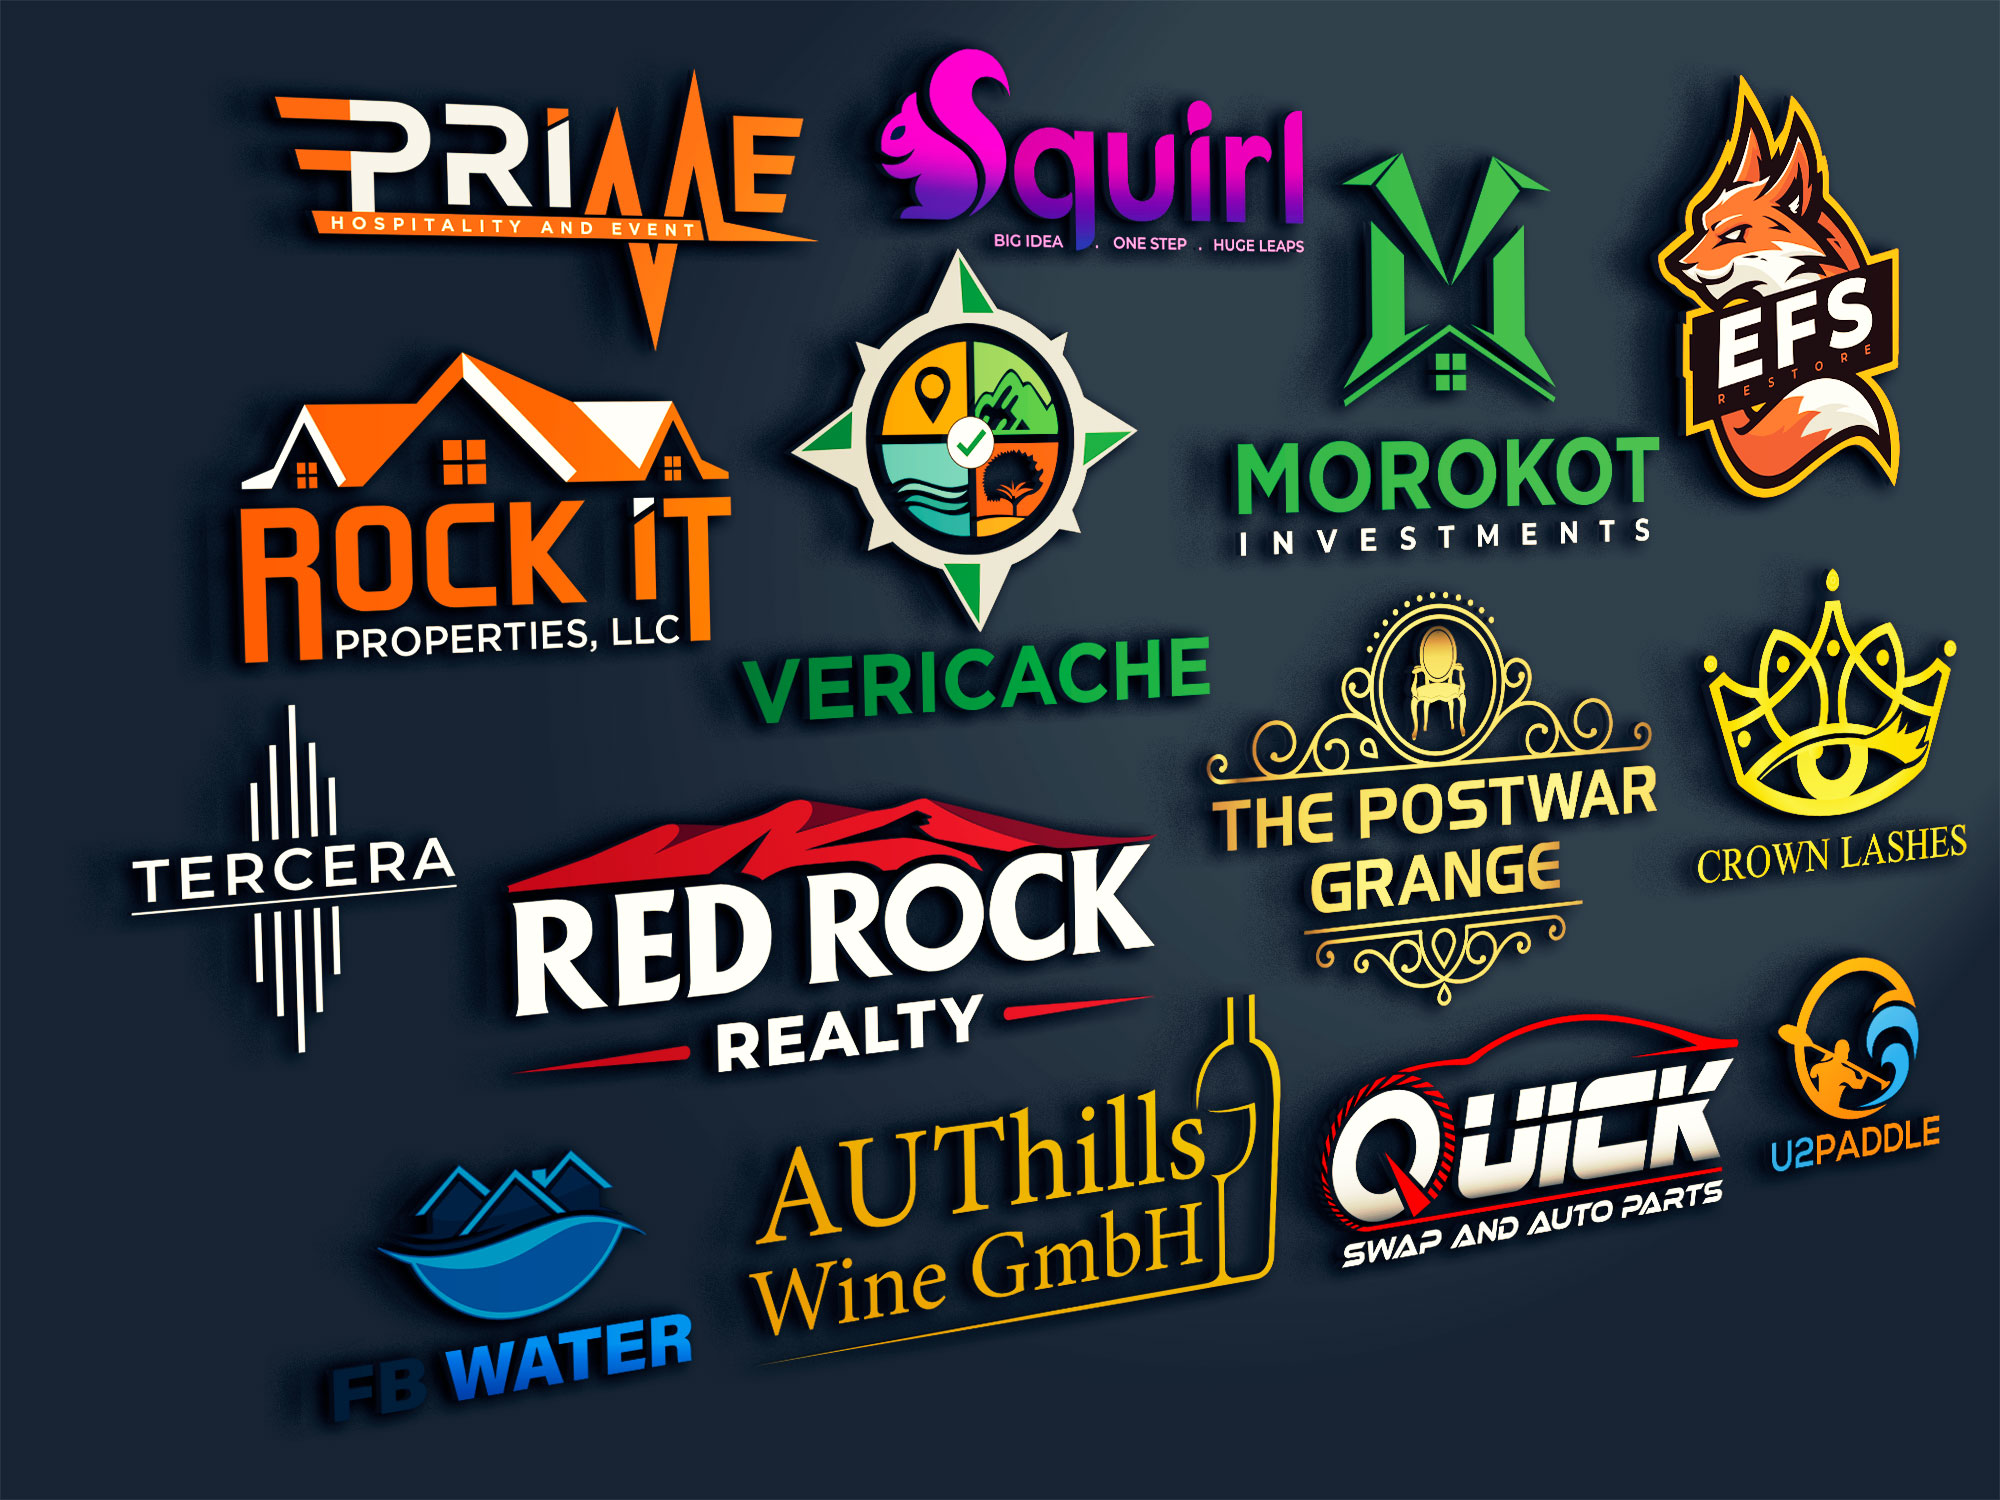 PRiME
HOSPITALITY AND EVENT
Squirl
BIG IDEA . ONE STEP . HUGE LEAPS
EFS
RESTORE
ROCK iT
PROPERTIES, LLC
MOROKOT
INVESTMENTS
VERICACHE
TERCERA
RED ROCK
REALTY
THE POSTWAR
GRANGE
CROWN LASHES
FB WATER
AUThills
Wine GmbH
QUICK
SWAP AND AUTO PARTS
U2PADDLE